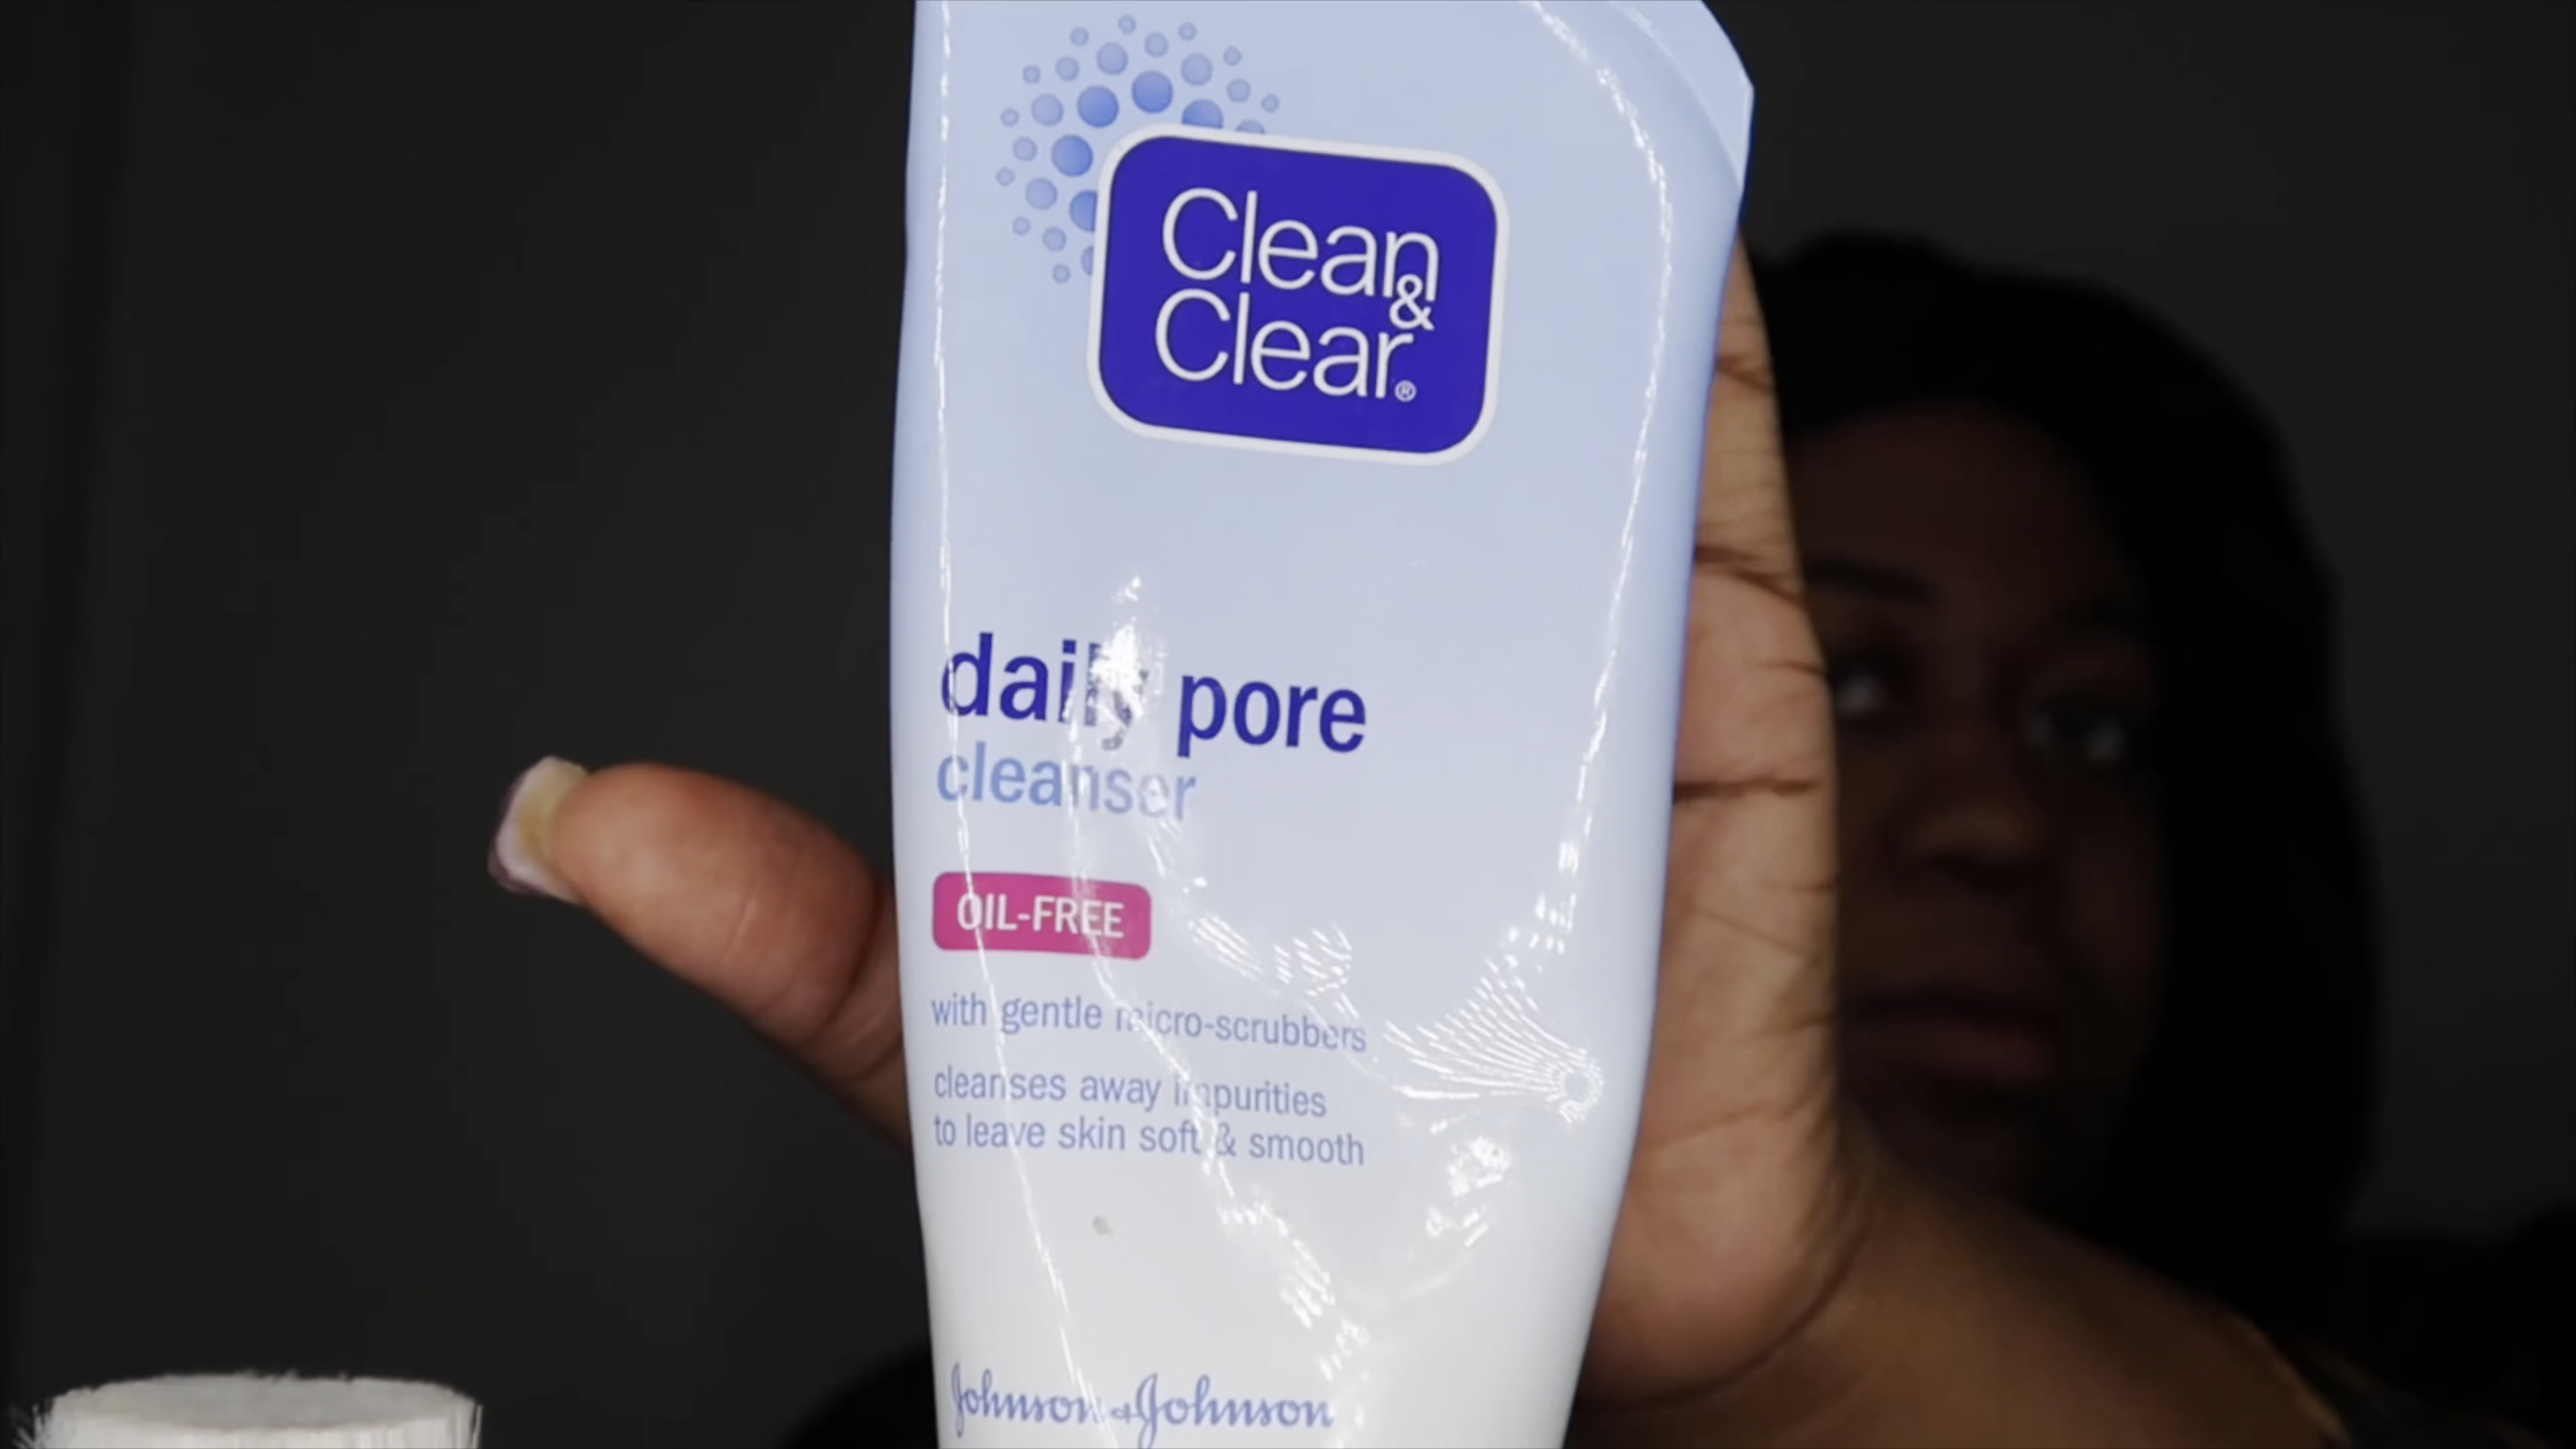 Clean
&
Clear®
daily pore
cleanser
OIL-FREE
with gentle micro-scrubbers
cleanses away impurities
to leave skin soft & smooth
Johnson & Johnson